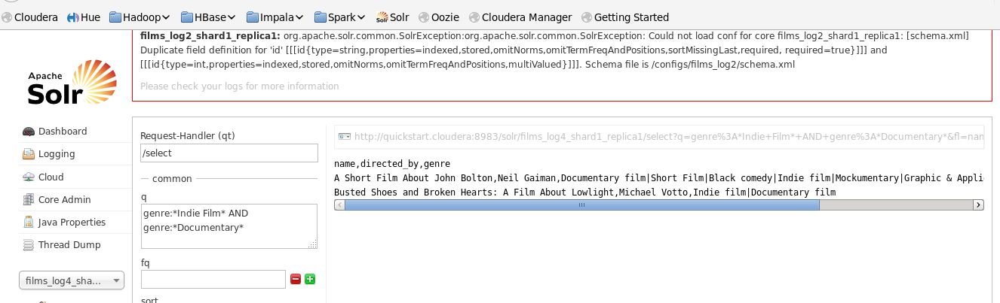 Cloudera Hue Hadoop HBase Impala Spark Solr Oozie Cloudera Manager Getting Started
films_log2_shard1_replica1: org.apache.solr.common.SolrException:org.apache.solr.common.SolrException: Could not load conf for core films_log2_shard1_replica1: [schema.xml]
Duplicate field definition for 'id' [[[id{type=string,properties=indexed,stored,omitNorms,omitTermFreqAndPositions,sortMissingLast,required, required=true}]]] and
[[[id{type=int,properties=indexed,stored,omitNorms,omitTermFreqAndPositions,multiValued}]]]. Schema file is /configs/films_log2/schema.xml
Please check your logs for more information
Apache
Solr
Dashboard
Logging
Cloud
Core Admin
Java Properties
Thread Dump
films_log4_sha...
Request-Handler (qt)
/select
common
q
genre:*Indie Film* AND
genre:*Documentary*
fq
sort
http://quickstart.cloudera:8983/solr/films_log4_shard1_replica1/select?q=genre%3A*Indie+Film*+AND+genre%3A*Documentary*&fl=nam
name,directed_by,genre
A Short Film About John Bolton,Neil Gaiman,Documentary film|Short Film|Black comedy|Indie film|Mockumentary|Graphic & Appli
Busted Shoes and Broken Hearts: A Film About Lowlight,Michael Votto,Indie film|Documentary film